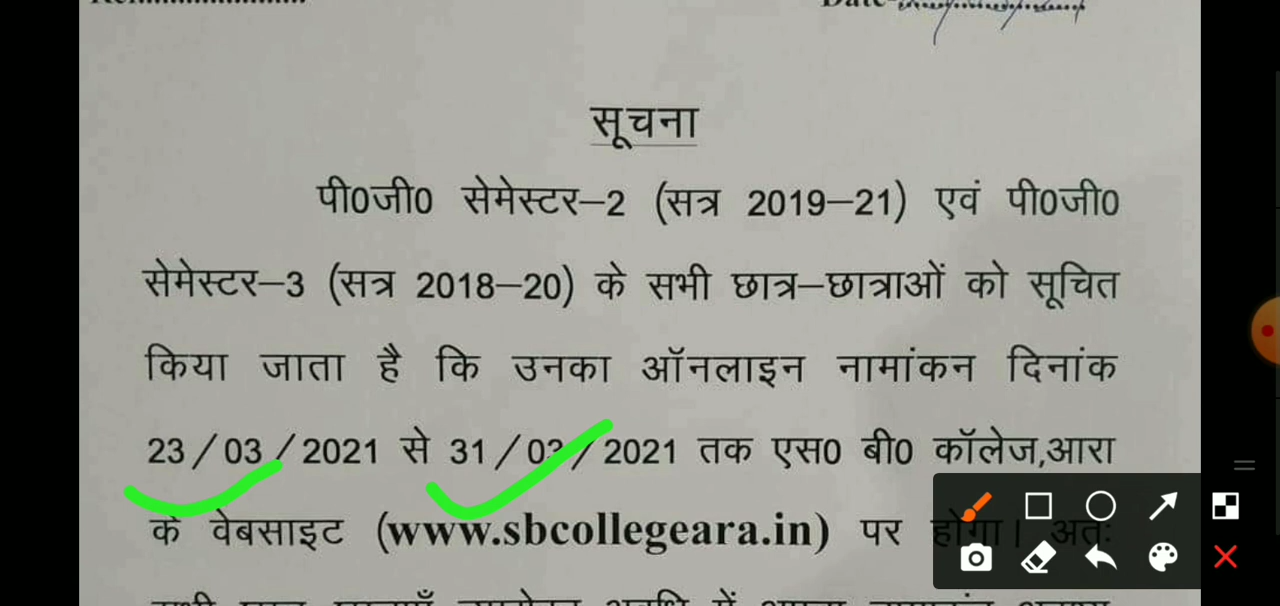 सूचना
पी0जी0 सेमेस्टर–2 (सत्र 2019–21) एवं पी0जी0
सेमेस्टर–3 (सत्र 2018–20) के सभी छात्र–छात्राओं को सूचित
किया जाता है कि उनका ऑनलाइन नामांकन दिनांक
23/03/2021 से 31/03/2021 तक एस0 बी0 कॉलेज,आरा
के वेबसाइट (www.sbcollegeara.in) पर होगा। अतः